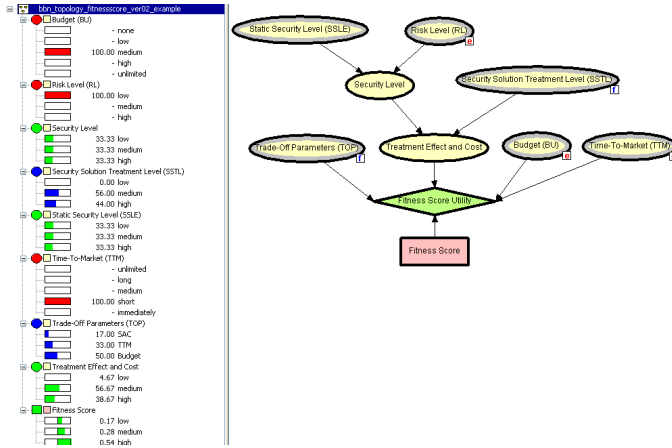 bbn_topology_fitnessscore_ver02_example
Budget (BU)
- none
- low
100.00 medium
- high
- unlimited
Risk Level (RL)
100.00 low
- medium
- high
Security Level
33.33 low
33.33 medium
33.33 high
Security Solution Treatment Level (SSTL)
0.00 low
56.00 medium
44.00 high
Static Security Level (SSLE)
33.33 low
33.33 medium
33.33 high
Time-To-Market (TTM)
- unlimited
- long
- medium
100.00 short
- immediately
Trade-Off Parameters (TOP)
17.00 SAC
33.00 TTM
50.00 Budget
Treatment Effect and Cost
4.67 low
56.67 medium
38.67 high
Fitness Score
0.17 low
0.28 medium
0.54 high
Static Security Level (SSLE)
Risk Level (RL)
e
Security Level
Security Solution Treatment Level (SSTL)
f
Trade-Off Parameters (TOP)
f
Treatment Effect and Cost
Budget (BU)
e
Time-To-Market (TTM)
Fitness Score Utility
Fitness Score